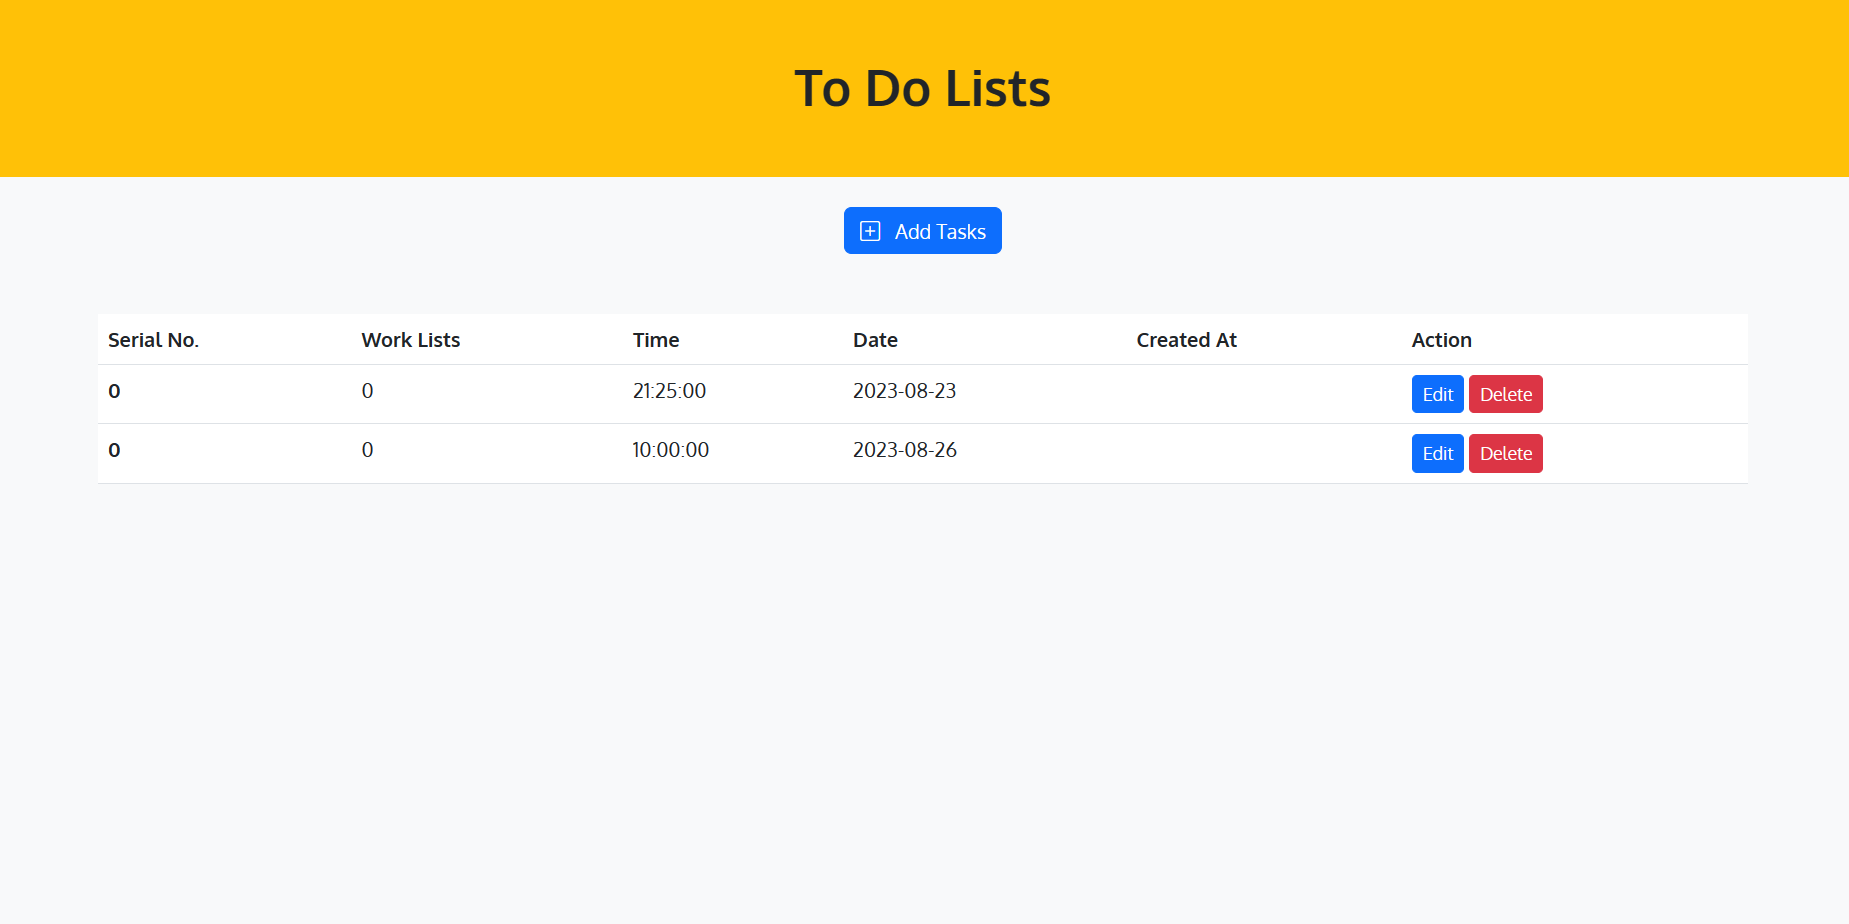 To Do Lists
Add Tasks
Serial No. Work Lists Time Date Created At Action
0 0 21:25:00 2023-08-23 Edit Delete
0 0 10:00:00 2023-08-26 Edit Delete